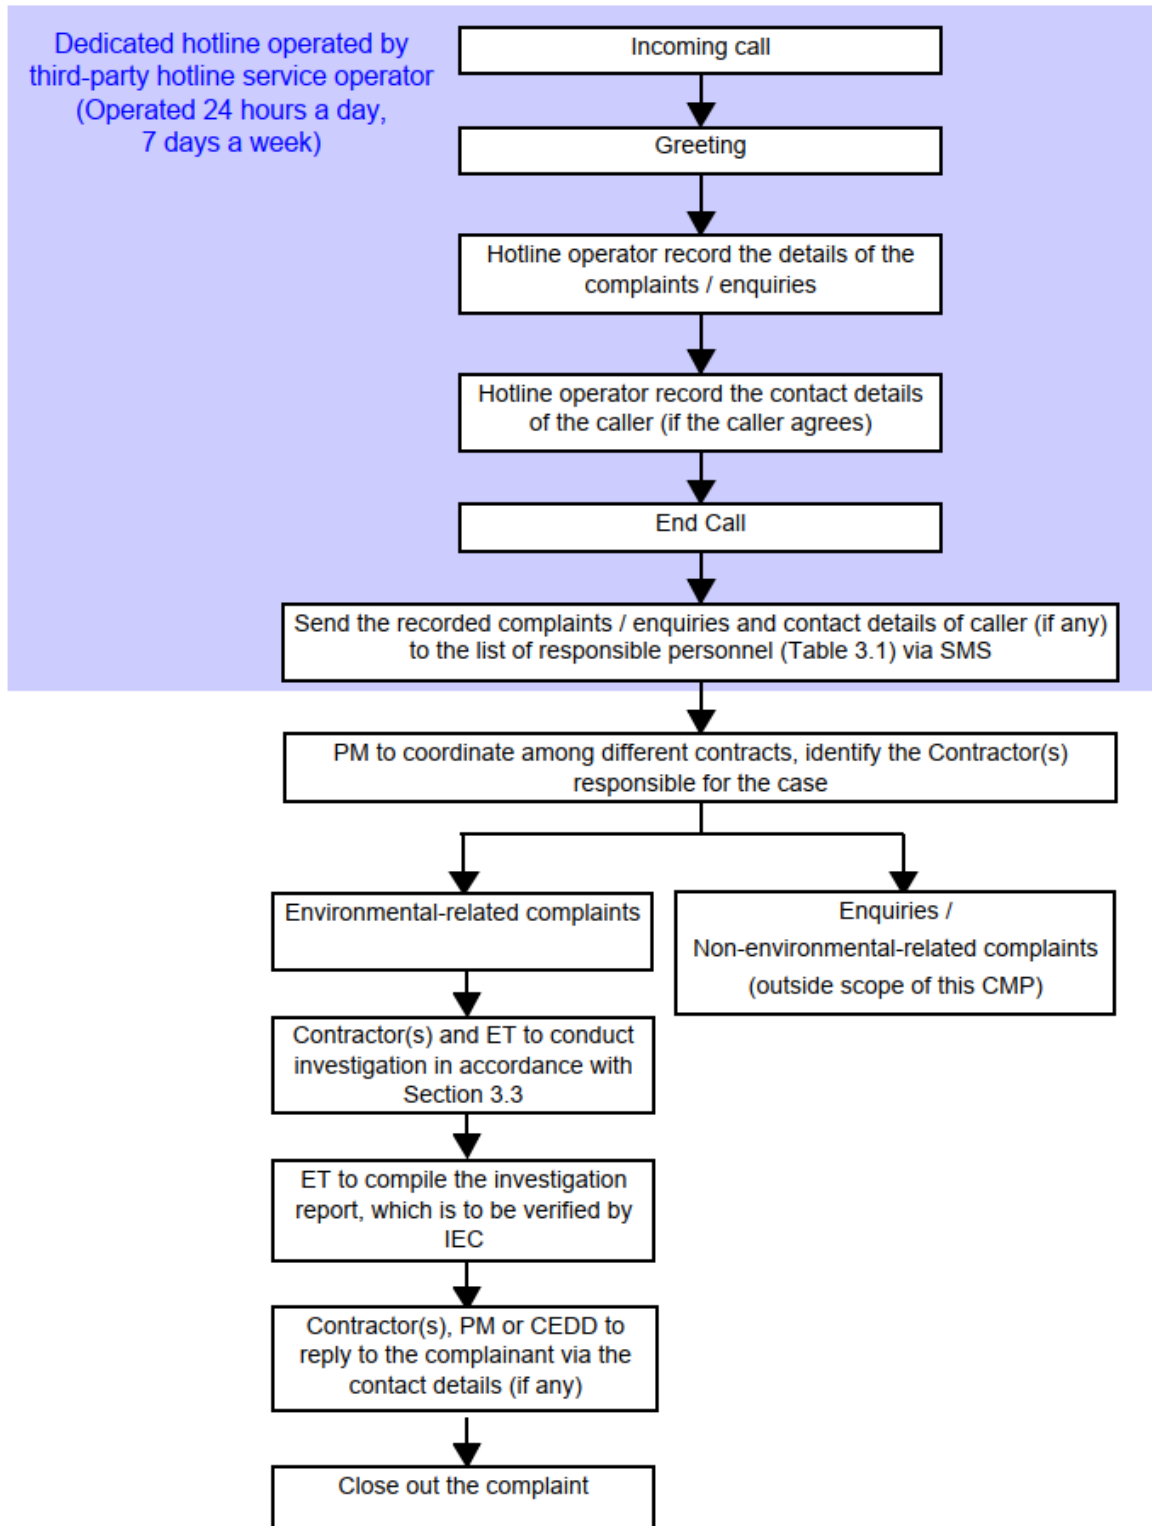 Dedicated hotline operated by
third-party hotline service operator
(Operated 24 hours a day,
7 days a week)
Incoming call
Greeting
Hotline operator record the details of the
complaints / enquiries
Hotline operator record the contact details
of the caller (if the caller agrees)
End Call
Send the recorded complaints / enquiries and contact details of caller (if any)
to the list of responsible personnel (Table 3.1) via SMS
PM to coordinate among different contracts, identify the Contractor(s)
responsible for the case
Environmental-related complaints
Enquiries /
Non-environmental-related complaints
(outside scope of this CMP)
Contractor(s) and ET to conduct
investigation in accordance with
Section 3.3
ET to compile the investigation
report, which is to be verified by
IEC
Contractor(s), PM or CEDD to
reply to the complainant via the
contact details (if any)
Close out the complaint